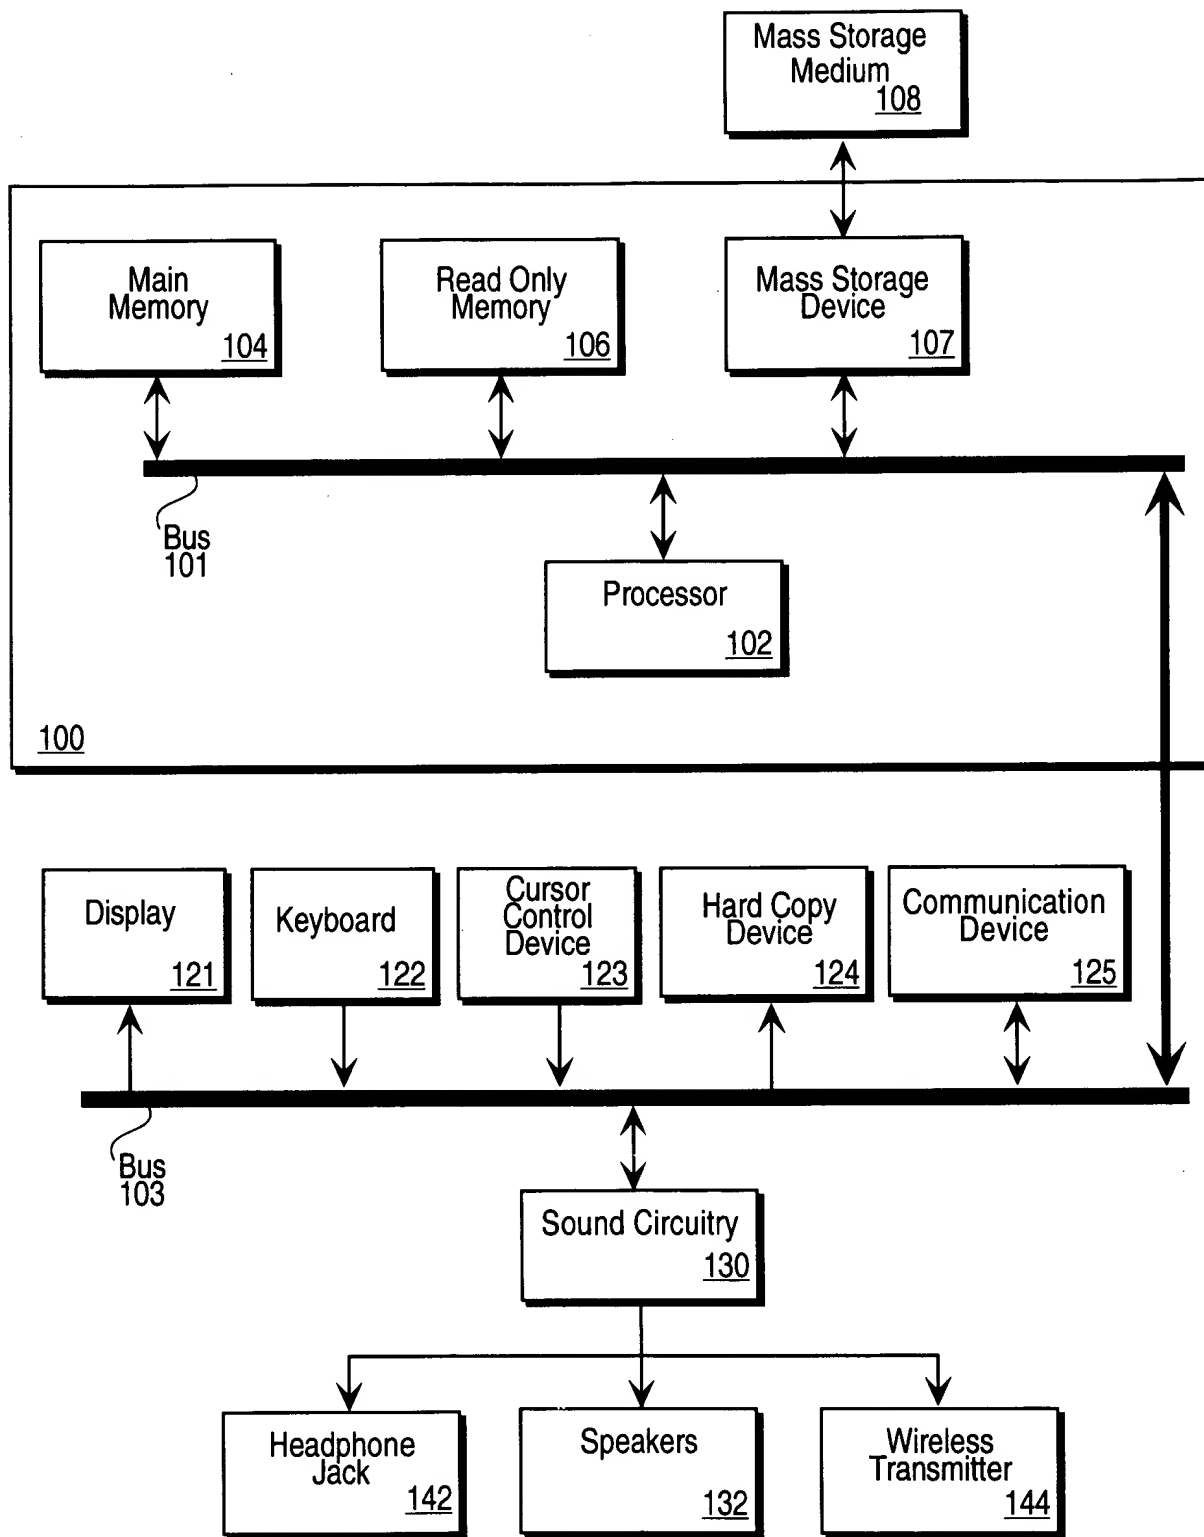 Mass Storage
Medium
108
Main
Memory
104
Read Only
Memory
106
Mass Storage
Device
107
Bus
101
Processor
102
100
Display
121
Keyboard
122
Cursor
Control
Device
123
Hard Copy
Device
124
Communication
Device
125
Bus
103
Sound Circuitry
130
Headphone
Jack
142
Speakers
132
Wireless
Transmitter
144